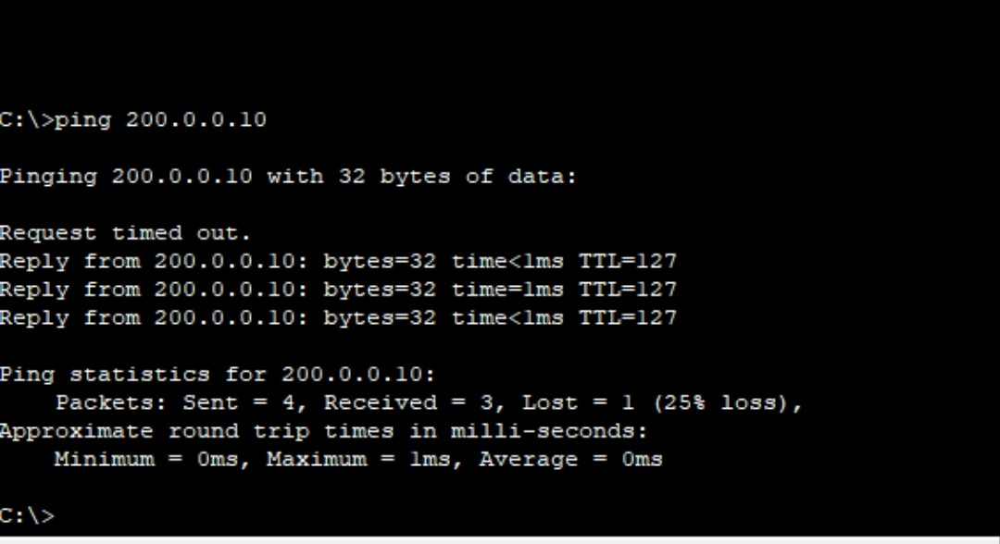 C:\>ping 200.0.0.10
Pinging 200.0.0.10 with 32 bytes of data:
Request timed out.
Reply from 200.0.0.10: bytes=32 time<1ms TTL=127
Reply from 200.0.0.10: bytes=32 time=1ms TTL=127
Reply from 200.0.0.10: bytes=32 time<1ms TTL=127
Ping statistics for 200.0.0.10:
    Packets: Sent = 4, Received = 3, Lost = 1 (25% loss),
Approximate round trip times in milli-seconds:
    Minimum = 0ms, Maximum = 1ms, Average = 0ms
C:\>